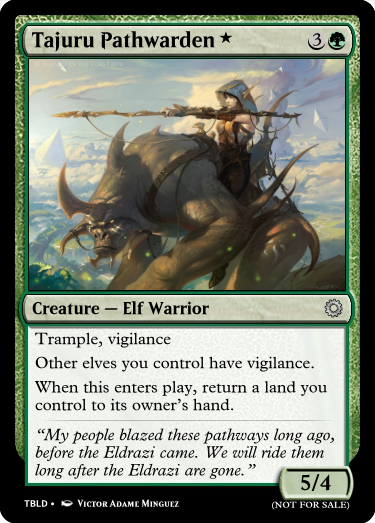 Tajuru Pathwarden ★ 3
Creature — Elf Warrior
Trample, vigilance
Other elves you control have vigilance.
When this enters play, return a land you
control to its owner's hand.
“My people blazed these pathways long ago,
before the Eldrazi came. We will ride them
long after the Eldrazi are gone.”
5/4
TBLD • Victor Adame Minguez
(NOT FOR SALE)